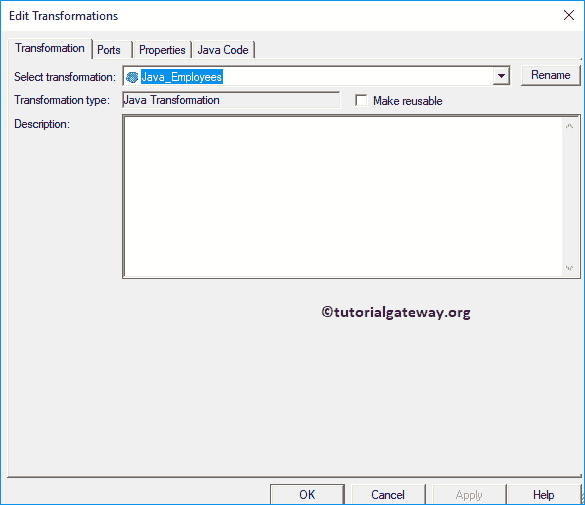 Edit Transformations
Transformation Ports Properties Java Code
Select transformation: Java_Employees Rename
Transformation type: Java Transfomation Make reusable
Description:
©tutorialgateway.org
OK Cancel Apply Help